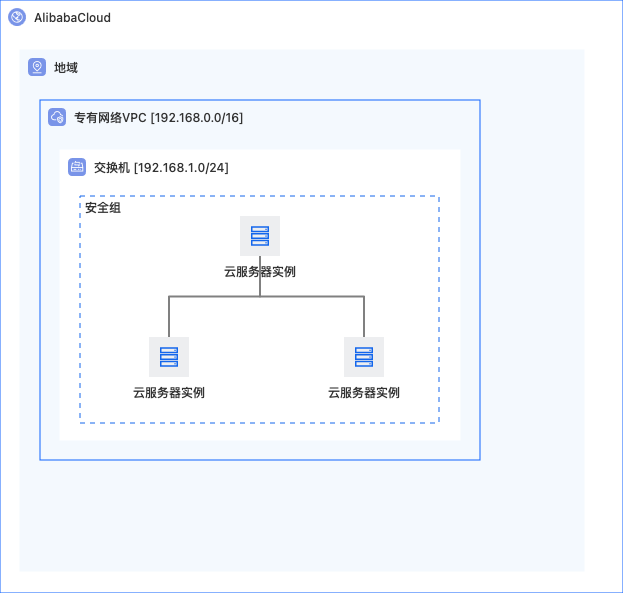 AlibabaCloud
地域
专有网络VPC [192.168.0.0/16]
交换机 [192.168.1.0/24]
安全组
云服务器实例
云服务器实例
云服务器实例